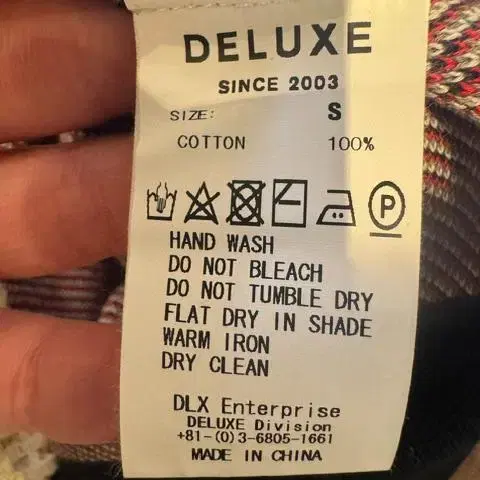 DELUXE
SINCE 2003
SIZE: S
COTTON 100%
P
HAND WASH
DO NOT BLEACH
DO NOT TUMBLE DRY
FLAT DRY IN SHADE
WARM IRON
DRY CLEAN
DLX Enterprise
DELUXE Division
+81-(0)3-6805-1661
MADE IN CHINA